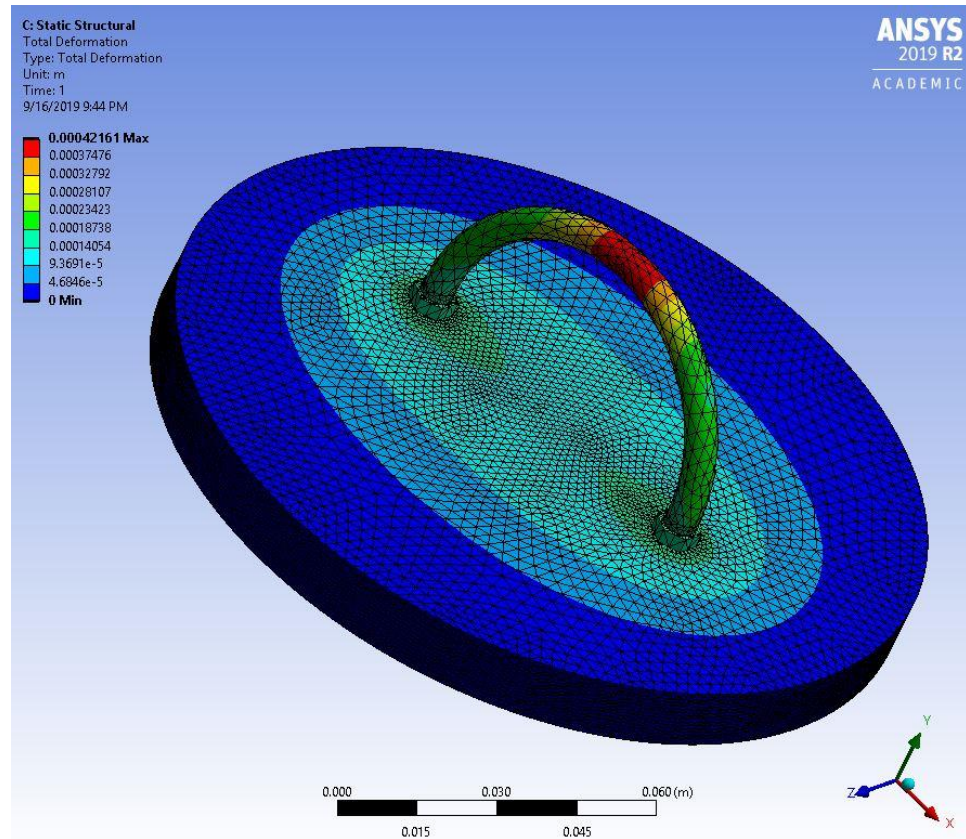 C: Static Structural
Total Deformation
Type: Total Deformation
Unit: m
Time: 1
9/16/2019 9:44 PM
ANSYS
2019 R2
ACADEMIC
0.00042161 Max
0.00037476
0.00032792
0.00028107
0.00023423
0.00018738
0.00014054
9.3691e-5
4.6846e-5
0 Min
0.000
0.030
0.060 (m)
0.015
0.045
Y
Z
X